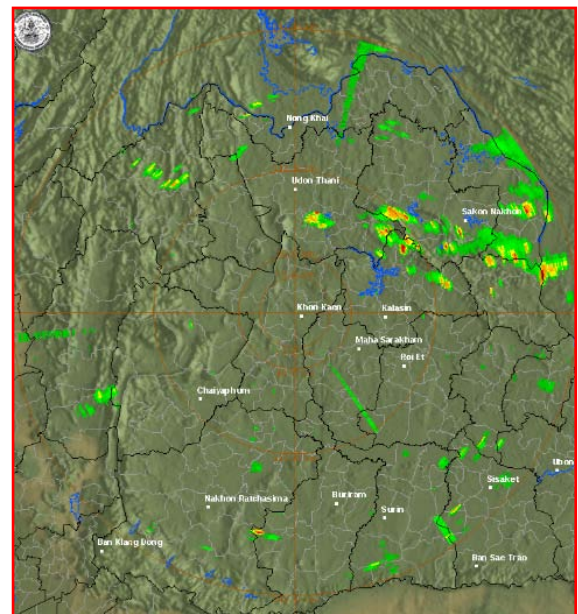 Nong Khai
Udon Thani
Sakon Nakhon
Khon Kaen
Kalasin
Maha Sarakham
Roi Et
Chaiyaphum
Ubon
Sisaket
Nakhon Ratchasima
Buriram
Surin
Ban Klang Dong
Ban Sae Trao